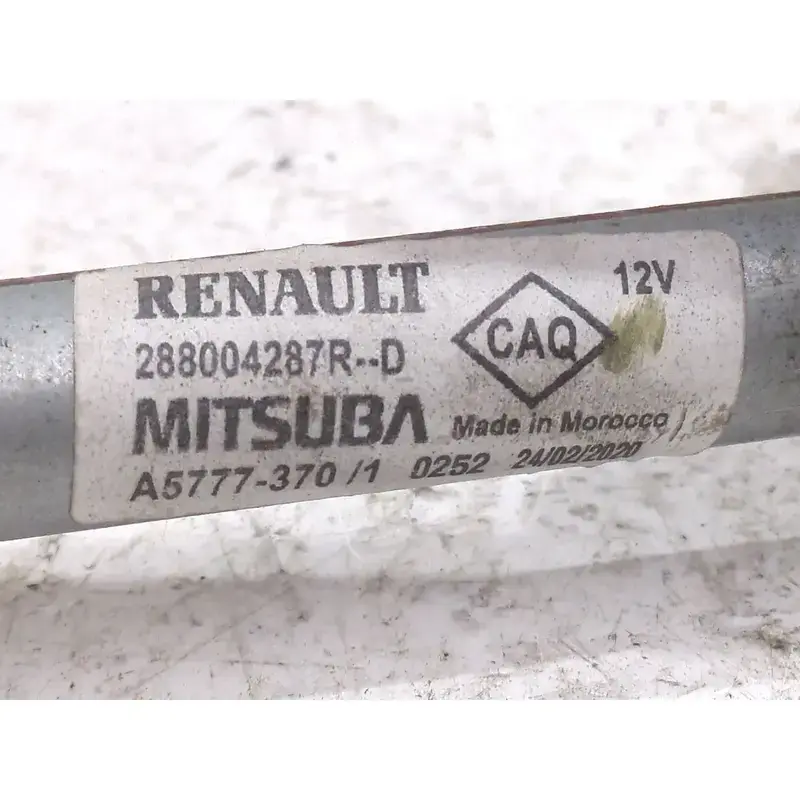 RENAULT
288004287R--D
CAQ
12V
MITSUBA
Made in Morocco
A5777-370/1 0252 24/02/2020